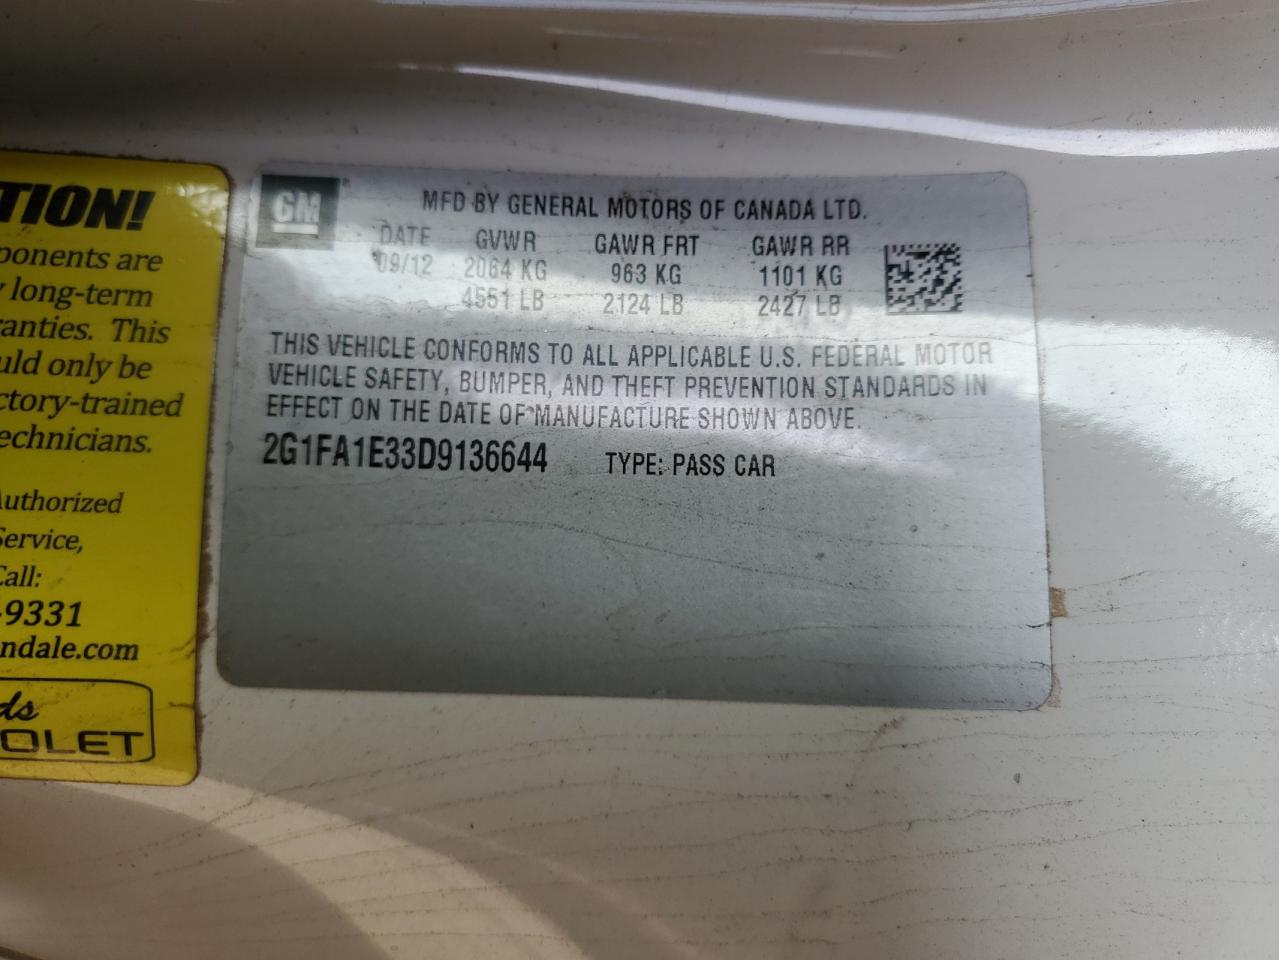 TION!
ponents are
y long-term
ranties. This
uld only be
ctory-trained
echnicians.
Authorized
Service,
Call:
-9331
ndale.com
ds
OLET
GM
MFD BY GENERAL MOTORS OF CANADA LTD.
DATE GVWR GAWR FRT GAWR RR
09/12 2064 KG 963 KG 1101 KG
4551 LB 2124 LB 2427 LB
THIS VEHICLE CONFORMS TO ALL APPLICABLE U.S. FEDERAL MOTOR
VEHICLE SAFETY, BUMPER, AND THEFT PREVENTION STANDARDS IN
EFFECT ON THE DATE OF MANUFACTURE SHOWN ABOVE.
2G1FA1E33D9136644 TYPE: PASS CAR